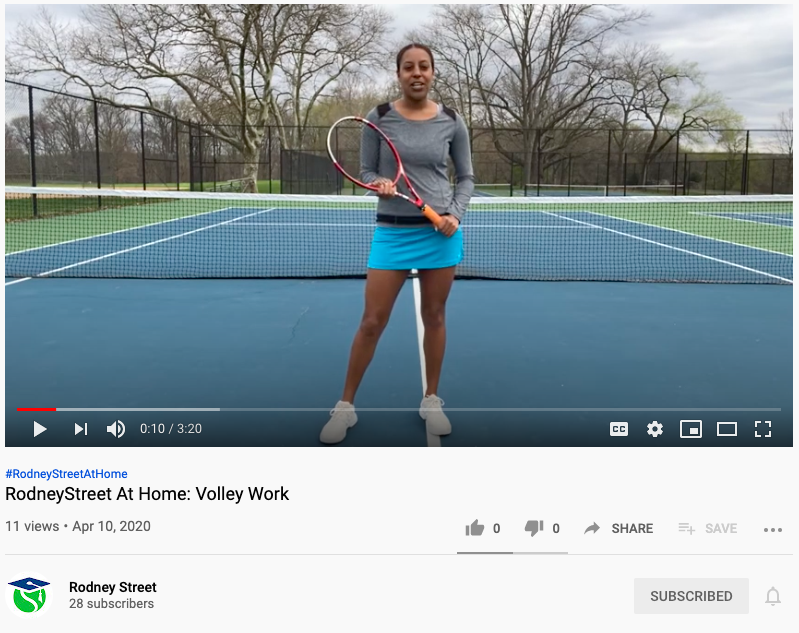 0:10 / 3:20
CC
#RodneyStreetAtHome
RodneyStreet At Home: Volley Work
11 views • Apr 10, 2020
0 0 SHARE SAVE
Rodney Street
28 subscribers
SUBSCRIBED